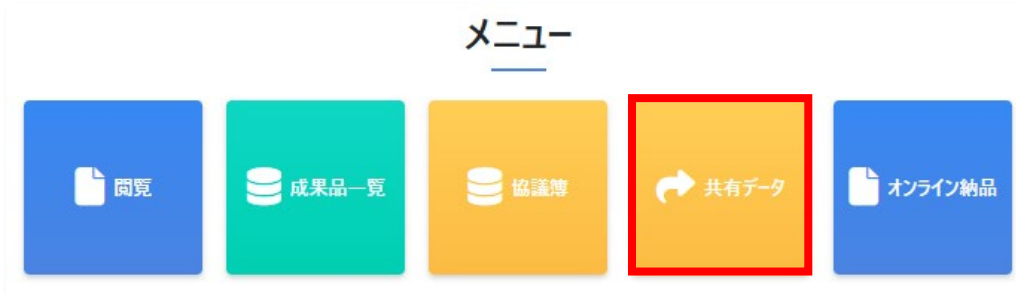 メニュー
閲覧
成果品一覧
協議簿
共有データ
オンライン納品